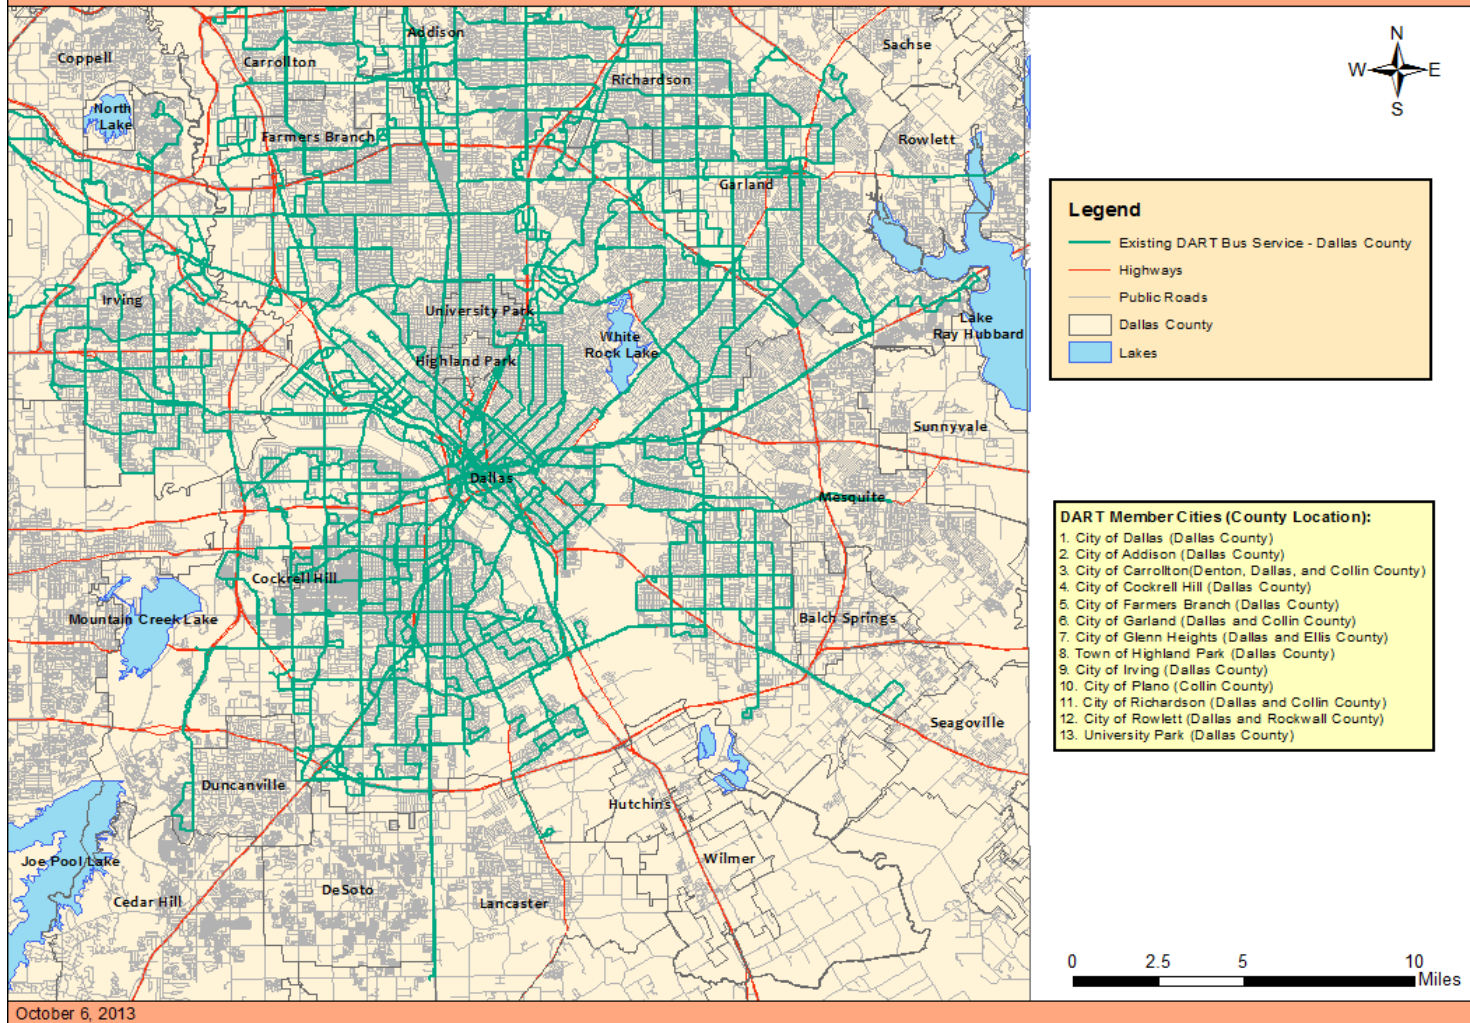 Addison
Coppell
Carrollton
Sachse
Richardson
North
Lake
Farmers Branch
Rowlett
Garland
Irving
University Park
Lake
Ray Hubbard
White
Rock Lake
Highland Park
Sunnyvale
Dallas
Mesquite
Cockrell Hill
Mountain Creek Lake
Balch Springs
Seagoville
Duncanville
Hutchins
Joe Pool Lake
Wilmer
DeSoto
Cedar Hill
Lancaster
N
W
E
S
Legend
Existing DART Bus Service - Dallas County
Highways
Public Roads
Dallas County
Lakes
DART Member Cities (County Location):
1. City of Dallas (Dallas County)
2. City of Addison (Dallas County)
3. City of Carrollton(Denton, Dallas, and Collin County)
4. City of Cockrell Hill (Dallas County)
5. City of Farmers Branch (Dallas County)
6. City of Garland (Dallas and Collin County)
7. City of Glenn Heights (Dallas and Ellis County)
8. Town of Highland Park (Dallas County)
9. City of Irving (Dallas County)
10. City of Plano (Collin County)
11. City of Richardson (Dallas and Collin County)
12. City of Rowlett (Dallas and Rockwall County)
13. University Park (Dallas County)
0 2.5 5 10
Miles
October 6, 2013